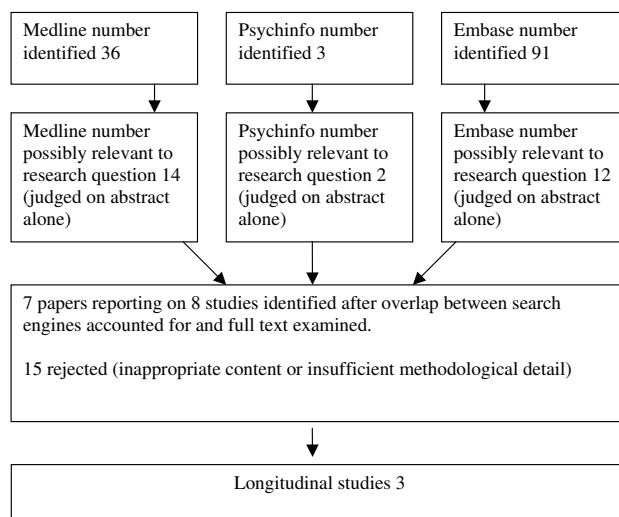 Medline number
identified 36
Psychinfo number
identified 3
Embase number
identified 91
Medline number
possibly relevant to
research question 14
(judged on abstract
alone)
Psychinfo number
possibly relevant to
research question 2
(judged on abstract
alone)
Embase number
possibly relevant to
research question 12
(judged on abstract
alone)
7 papers reporting on 8 studies identified after overlap between search
engines accounted for and full text examined.
15 rejected (inappropriate content or insufficient methodological detail)
Longitudinal studies 3